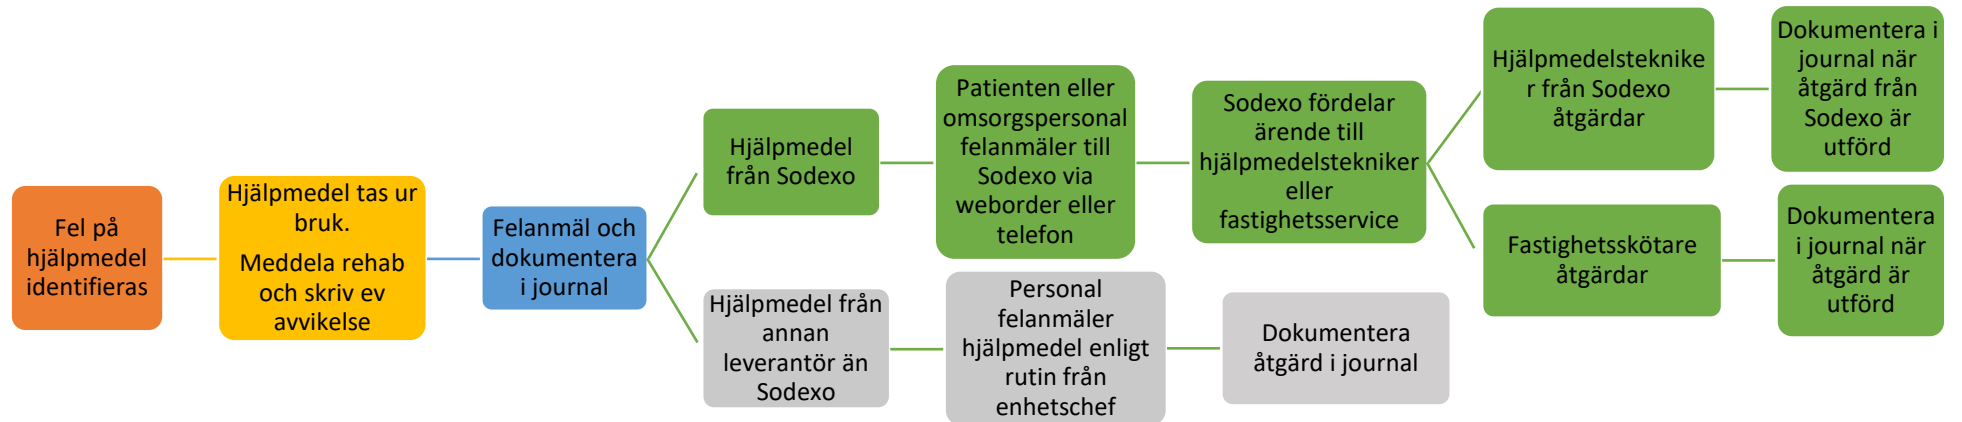 Fel på
hjälpmedel
identifieras
Hjälpmedel tas ur
bruk.
Meddela rehab
och skriv ev
avvikelse
Felanmäl och
dokumentera
i journal
Hjälpmedel
från Sodexo
Patienten eller
omsorgspersonal
felanmäler till
Sodexo via
weborder eller
telefon
Sodexo fördelar
ärende till
hjälpmedelstekniker
eller
fastighetsservice
Hjälpmedelsteknike
r från Sodexo
åtgärdar
Dokumentera i
journal när
åtgärd från
Sodexo är
utförd
Fastighetsskötare
åtgärdar
Dokumentera
i journal när
åtgärd är
utförd
Hjälpmedel från
annan
leverantör än
Sodexo
Personal
felanmäler
hjälpmedel enligt
rutin från
enhetschef
Dokumentera
åtgärd i journal